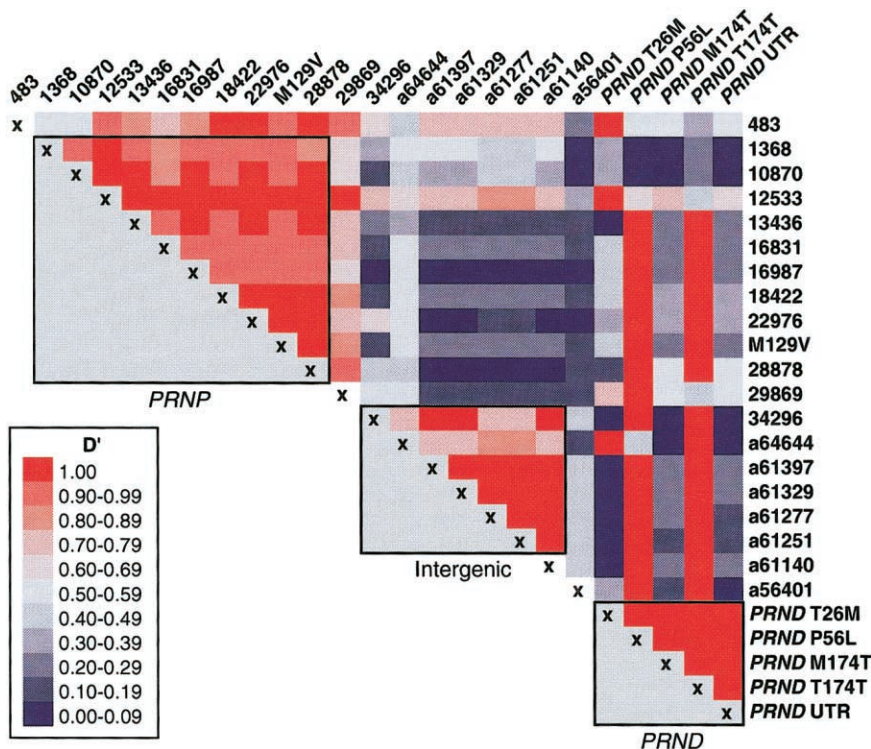 483 1368 10870 12533 13436 16831 16987 18422 22976 M129V 28878 29869 34296 a64644 a61397 a61329 a61277 a61251 a61140 a56401 PRND T26M PRND P56L PRND M174T PRND T174T PRND UTR
x 483
x 1368
x 10870
x 12533
x 13436
x 16831
x 16987
x 18422
x 22976
x M129V
x 28878
PRNP
x 29869
x 34296
x a64644
x a61397
x a61329
x a61277
x a61251
Intergenic
x a61140
x a56401
x PRND T26M
x PRND P56L
x PRND M174T
x PRND T174T
x PRND UTR
PRND
D'
1.00
0.90-0.99
0.80-0.89
0.70-0.79
0.60-0.69
0.50-0.59
0.40-0.49
0.30-0.39
0.20-0.29
0.10-0.19
0.00-0.09